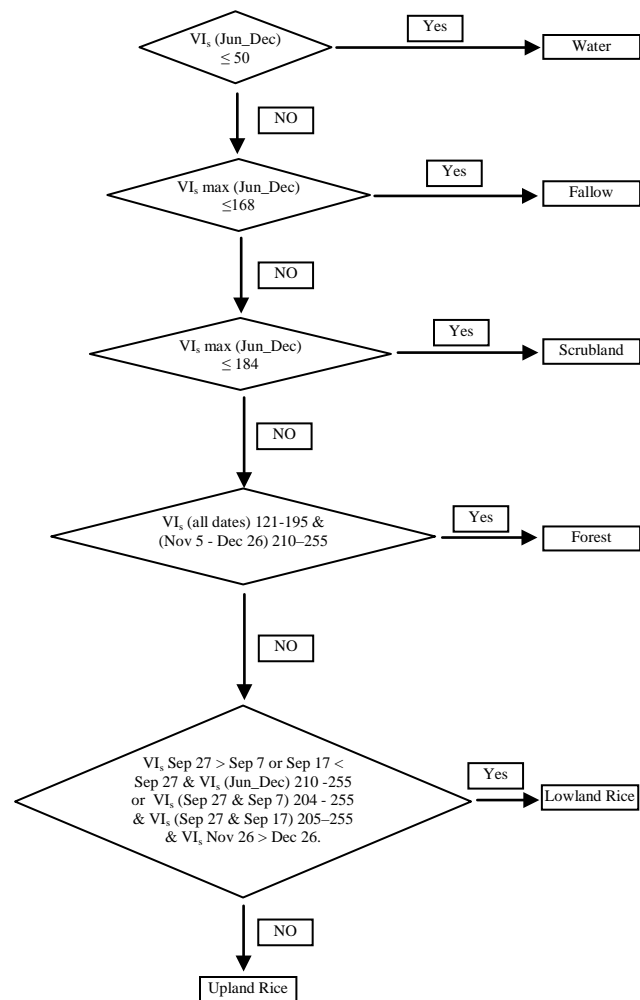 VIs (Jun_Dec)
≤ 50
Yes
Water
NO
VIs max (Jun_Dec)
≤168
Yes
Fallow
NO
VIs max (Jun_Dec)
≤ 184
Yes
Scrubland
NO
VIs (all dates) 121-195 &
(Nov 5 - Dec 26) 210–255
Yes
Forest
NO
VIs Sep 27 > Sep 7 or Sep 17 <
Sep 27 & VIs (Jun_Dec) 210 -255
or VIs (Sep 27 & Sep 7) 204 - 255
& VIs (Sep 27 & Sep 17) 205–255
& VIs Nov 26 > Dec 26.
Yes
Lowland Rice
NO
Upland Rice